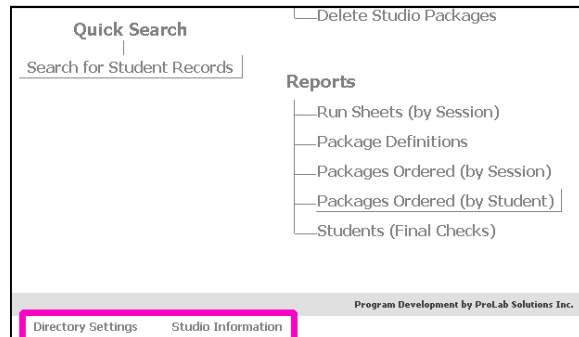 Delete Studio Packages
Quick Search
Search for Student Records
Reports
Run Sheets (by Session)
Package Definitions
Packages Ordered (by Session)
Packages Ordered (by Student)
Students (Final Checks)
Program Development by ProLab Solutions Inc.
Directory Settings Studio Information